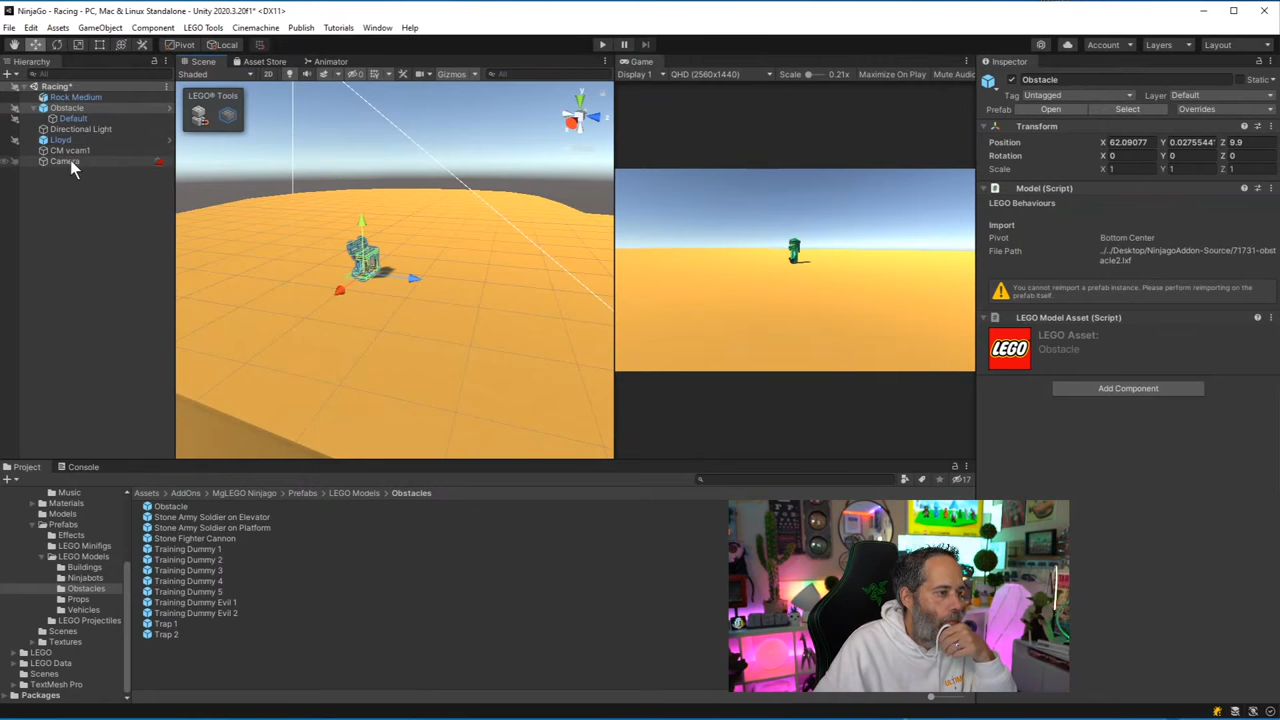 NinjaGo - Racing - PC, Mac & Linux Standalone - Unity 2020.3.20f1* <DX11>
File Edit Assets GameObject Component LEGO Tools Cinemachine Publish Tutorials Window Help
Pivot Local Account Layers Layout
Hierarchy Scene Asset Store Animator Game Inspector
All Shaded 2D 0 Gizmos All Display 1 QHD (2560x1440) Scale 0.21x Maximize On Play Mute Audio Obstacle Static
Racing*
Rock Medium
Obstacle
Default
Directional Light
Lloyd
CM vcam1
Camera
LEGO® Tools
y
z
Tag Untagged Layer Default
Prefab Open Select Overrides
Transform
Position X 62.09077 Y 0.0275544 Z 9.9
Rotation X 0 Y 0 Z 0
Scale X 1 Y 1 Z 1
Model (Script)
LEGO Behaviours
Import
Pivot Bottom Center
File Path ../../Desktop/NinjagoAddon-Source/71731-obst
acle2.lxf
You cannot reimport a prefab instance. Please perform reimporting on the
prefab itself.
LEGO Model Asset (Script)
LEGO
LEGO Asset:
Obstacle
Add Component
Project Console
17
Music
Materials
Models
Prefabs
Effects
LEGO Minifigs
LEGO Models
Buildings
Ninjabots
Obstacles
Props
Vehicles
LEGO Projectiles
Scenes
Textures
LEGO
LEGO Data
Scenes
TextMesh Pro
Packages
Assets > AddOns > MgLEGO Ninjago > Prefabs > LEGO Models > Obstacles
Obstacle
Stone Army Soldier on Elevator
Stone Army Soldier on Platform
Stone Fighter Cannon
Training Dummy 1
Training Dummy 2
Training Dummy 3
Training Dummy 4
Training Dummy 5
Training Dummy Evil 1
Training Dummy Evil 2
Trap 1
Trap 2